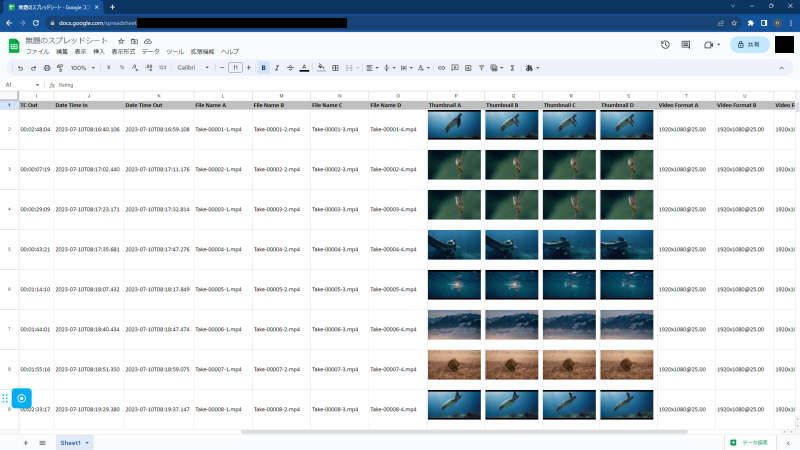 無題のスプレッドシート - Google スプ
docs.google.com/spreadsheet
無題のスプレッドシート
ファイル 編集 表示 挿入 表示形式 データ ツール 拡張機能 ヘルプ
共有
100% ¥ % .0 .00 123 Calibri 11 B I A
A1 fx Rating
I J K L M N O P Q R S T U
1 TC Out Date Time In Date Time Out File Name A File Name B File Name C File Name D Thumbnail A Thumbnail B Thumbnail C Thumbnail D Video Format A Video Format B Video Form
2 00:02:48:04 2023-07-10T08:16:40.106 2023-07-10T08:16:59.108 Take-00001-1.mp4 Take-00001-2.mp4 Take-00001-3.mp4 Take-00001-4.mp4 1920x1080@25.00 1920x1080@25.00 1920x1
3 00:00:07:19 2023-07-10T08:17:02.440 2023-07-10T08:17:11.176 Take-00002-1.mp4 Take-00002-2.mp4 Take-00002-3.mp4 Take-00002-4.mp4 1920x1080@25.00 1920x1080@25.00 1920x1
4 00:00:29:09 2023-07-10T08:17:23.171 2023-07-10T08:17:32.814 Take-00003-1.mp4 Take-00003-2.mp4 Take-00003-3.mp4 Take-00003-4.mp4 1920x1080@25.00 1920x1080@25.00 1920x1
5 00:00:43:21 2023-07-10T08:17:35.681 2023-07-10T08:17:47.276 Take-00004-1.mp4 Take-00004-2.mp4 Take-00004-3.mp4 Take-00004-4.mp4 1920x1080@25.00 1920x1080@25.00 1920x1
6 00:01:14:10 2023-07-10T08:18:07.432 2023-07-10T08:18:17.849 Take-00005-1.mp4 Take-00005-2.mp4 Take-00005-3.mp4 Take-00005-4.mp4 1920x1080@25.00 1920x1080@25.00 1920x1
7 00:01:44:01 2023-07-10T08:18:40.434 2023-07-10T08:18:47.474 Take-00006-1.mp4 Take-00006-2.mp4 Take-00006-3.mp4 Take-00006-4.mp4 1920x1080@25.00 1920x1080@25.00 1920x1
8 00:01:55:16 2023-07-10T08:18:51.350 2023-07-10T08:18:59.075 Take-00007-1.mp4 Take-00007-2.mp4 Take-00007-3.mp4 Take-00007-4.mp4 1920x1080@25.00 1920x1080@25.00 1920x1
9 00:02:33:17 2023-07-10T08:19:29.380 2023-07-10T08:19:37.147 Take-00008-1.mp4 Take-00008-2.mp4 Take-00008-3.mp4 Take-00008-4.mp4 1920x1080@25.00 1920x1080@25.00 1920x1
Sheet1 データ探索